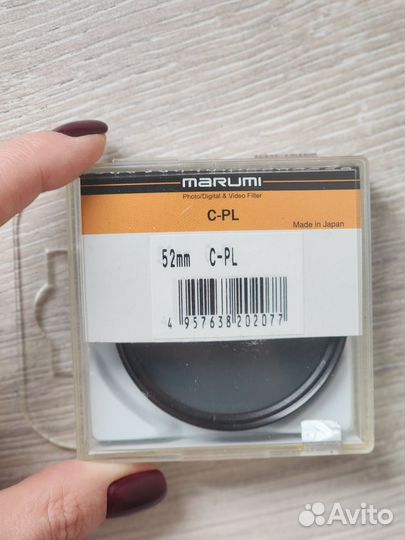 marumi
Photo/Digital & Video Filter
C-PL
Made in Japan
52mm C-PL
4 957638 202077
Avito